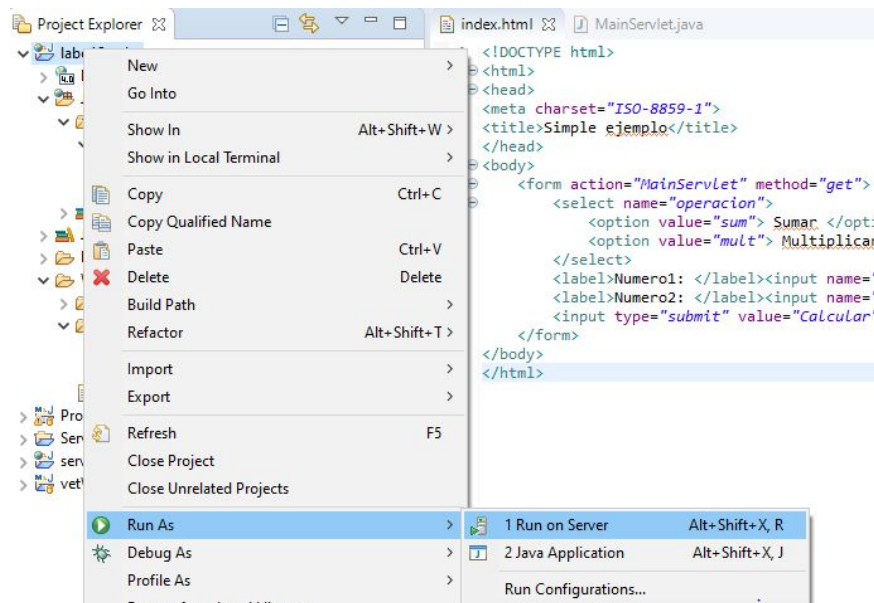 Project Explorer
index.html
MainServlet.java
New
Go Into
Show In Alt+Shift+W >
Show in Local Terminal >
Copy Ctrl+C
Copy Qualified Name
Paste Ctrl+V
Delete Delete
Build Path >
Refactor Alt+Shift+T >
Import >
Export >
Refresh F5
Close Project
Close Unrelated Projects
Run As >
Debug As >
Profile As >
1 Run on Server Alt+Shift+X, R
2 Java Application Alt+Shift+X, J
Run Configurations...
Pro
Ser
serv
<!DOCTYPE html>
<html>
<head>
<meta charset="ISO-8859-1">
<title>Simple ejemplo</title>
</head>
<body>
<form action="MainServlet" method="get">
<select name="operacion">
<option value="sum"> Sumar </opti
<option value="mult"> Multiplicar
</select>
<label>Numero1: </label><input name="
<label>Numero2: </label><input name="
<input type="submit" value="Calcular"
</form>
</body>
</html>